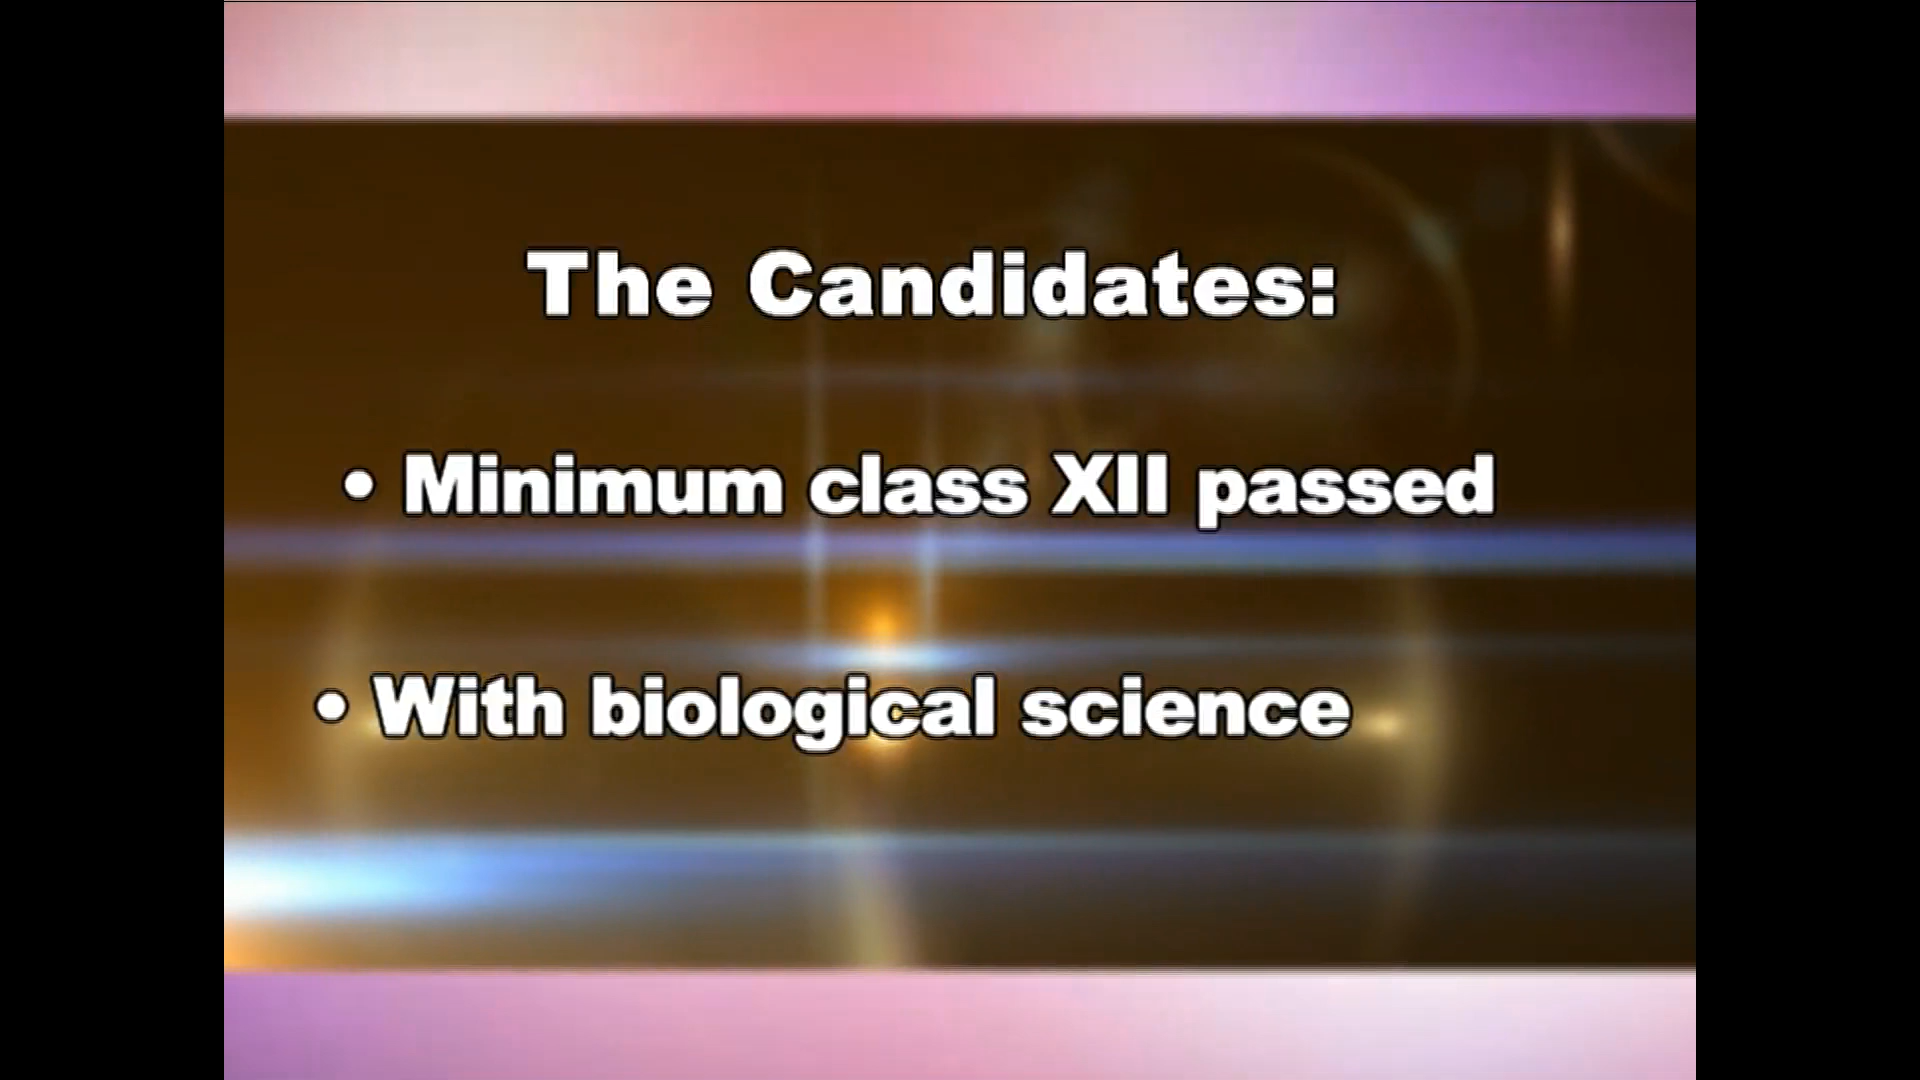 The Candidates:
• Minimum class XII passed
• With biological science